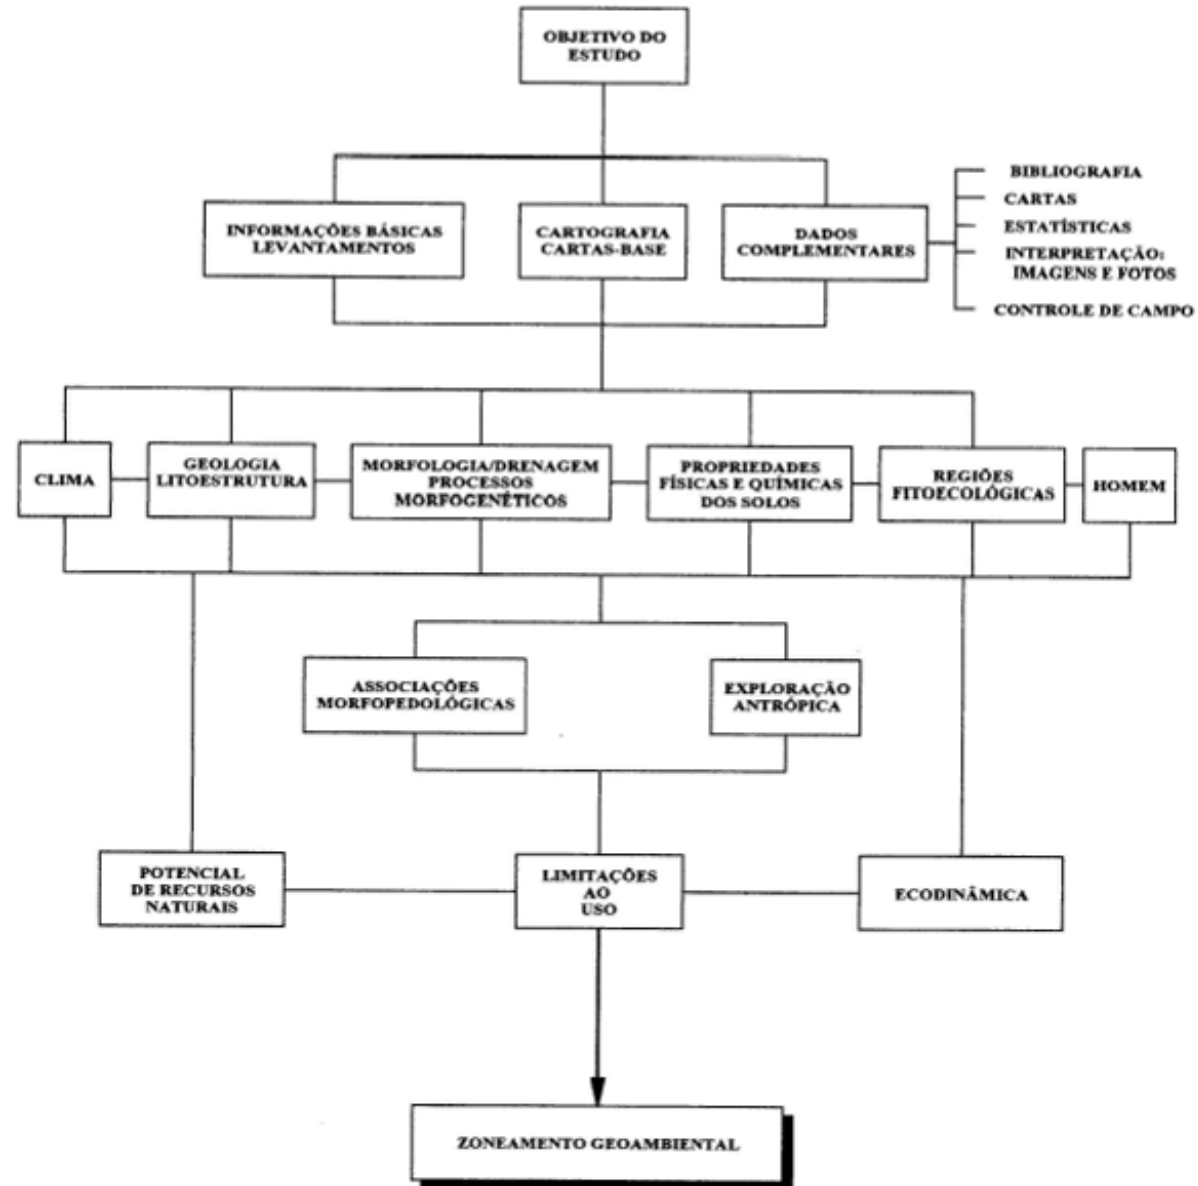 OBJETIVO DO
ESTUDO
INFORMAÇÕES BÁSICAS
LEVANTAMENTOS
CARTOGRAFIA
CARTAS-BASE
DADOS
COMPLEMENTARES
BIBLIOGRAFIA
CARTAS
ESTATÍSTICAS
INTERPRETAÇÃO:
IMAGENS E FOTOS
CONTROLE DE CAMPO
CLIMA
GEOLOGIA
LITOESTRUTURA
MORFOLOGIA/DRENAGEM
PROCESSOS
MORFOGENÉTICOS
PROPRIEDADES
FÍSICAS E QUÍMICAS
DOS SOLOS
REGIÕES
FITOECOLÓGICAS
HOMEM
ASSOCIAÇÕES
MORFOPEDOLÓGICAS
EXPLORAÇÃO
ANTRÓPICA
POTENCIAL
DE RECURSOS
NATURAIS
LIMITAÇÕES
AO
USO
ECODINÂMICA
ZONEAMENTO GEOAMBIENTAL